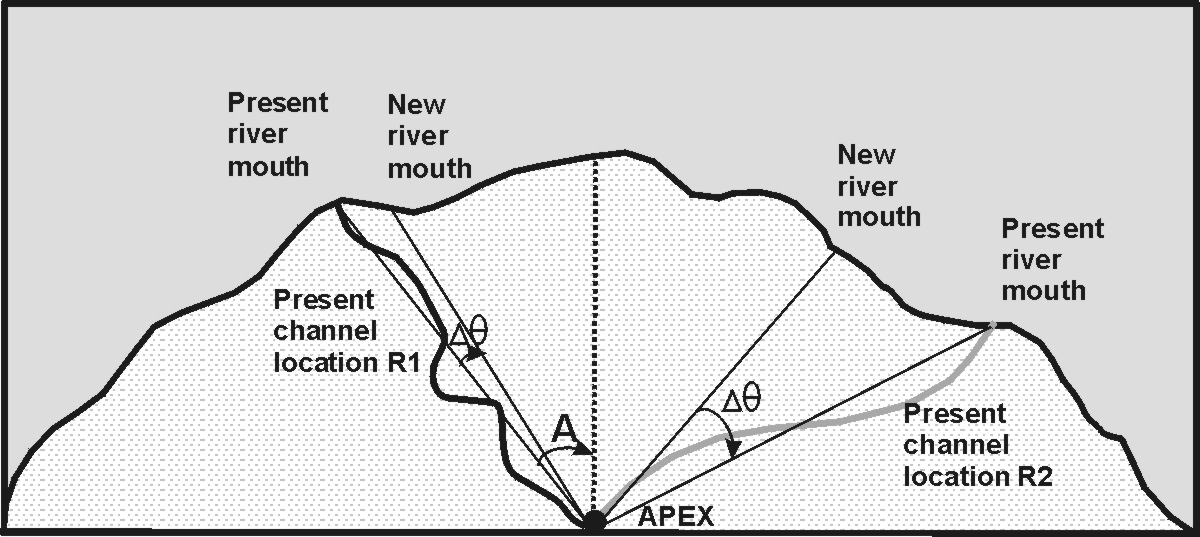 Present
river
mouth
New
river
mouth
New
river
mouth
Present
river
mouth
Present
channel
location R1
Δθ
A
Δθ
Present
channel
location R2
APEX